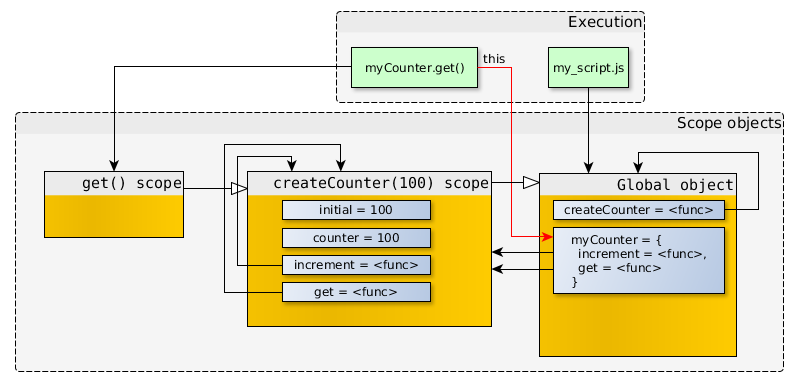 Execution
myCounter.get()
this
my_script.js
Scope objects
get() scope
createCounter(100) scope
initial = 100
counter = 100
increment = <func>
get = <func>
Global object
createCounter = <func>
myCounter = {
increment = <func>,
get = <func>
}